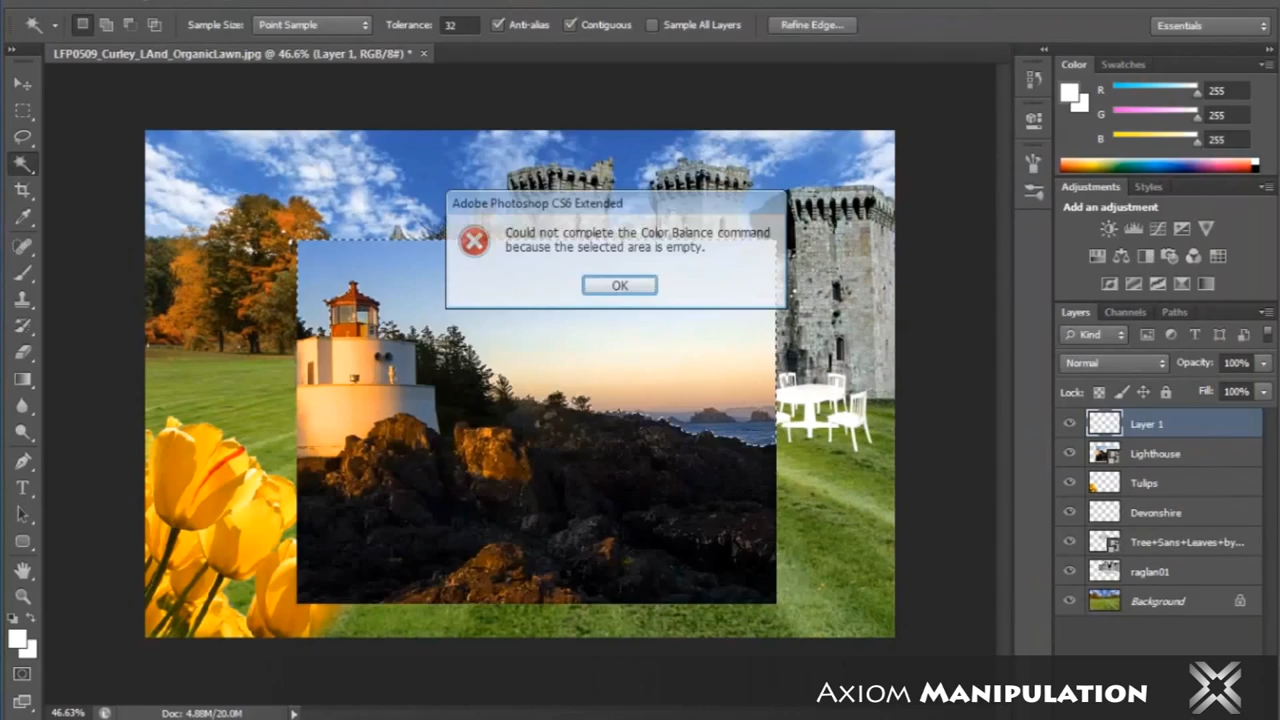 Sample Size: Point Sample Tolerance: 32 Anti-alias Contiguous Sample All Layers Refine Edge... Essentials
LFP0509_Curley_LAnd_OrganicLawn.jpg @ 46.6% (Layer 1, RGB/8#) * ×
Color Swatches
R 255
G 255
B 255
Adjustments Styles
Add an adjustment
Adobe Photoshop CS6 Extended
Could not complete the Color Balance command
because the selected area is empty.
OK
Layers Channels Paths
Kind
Normal Opacity: 100%
Lock: Fill: 100%
Layer 1
Lighthouse
Tulips
Devonshire
Tree+Sans+Leaves+by...
raglan01
Background
46.63% Doc: 4.88M/20.0M
Axiom Manipulation